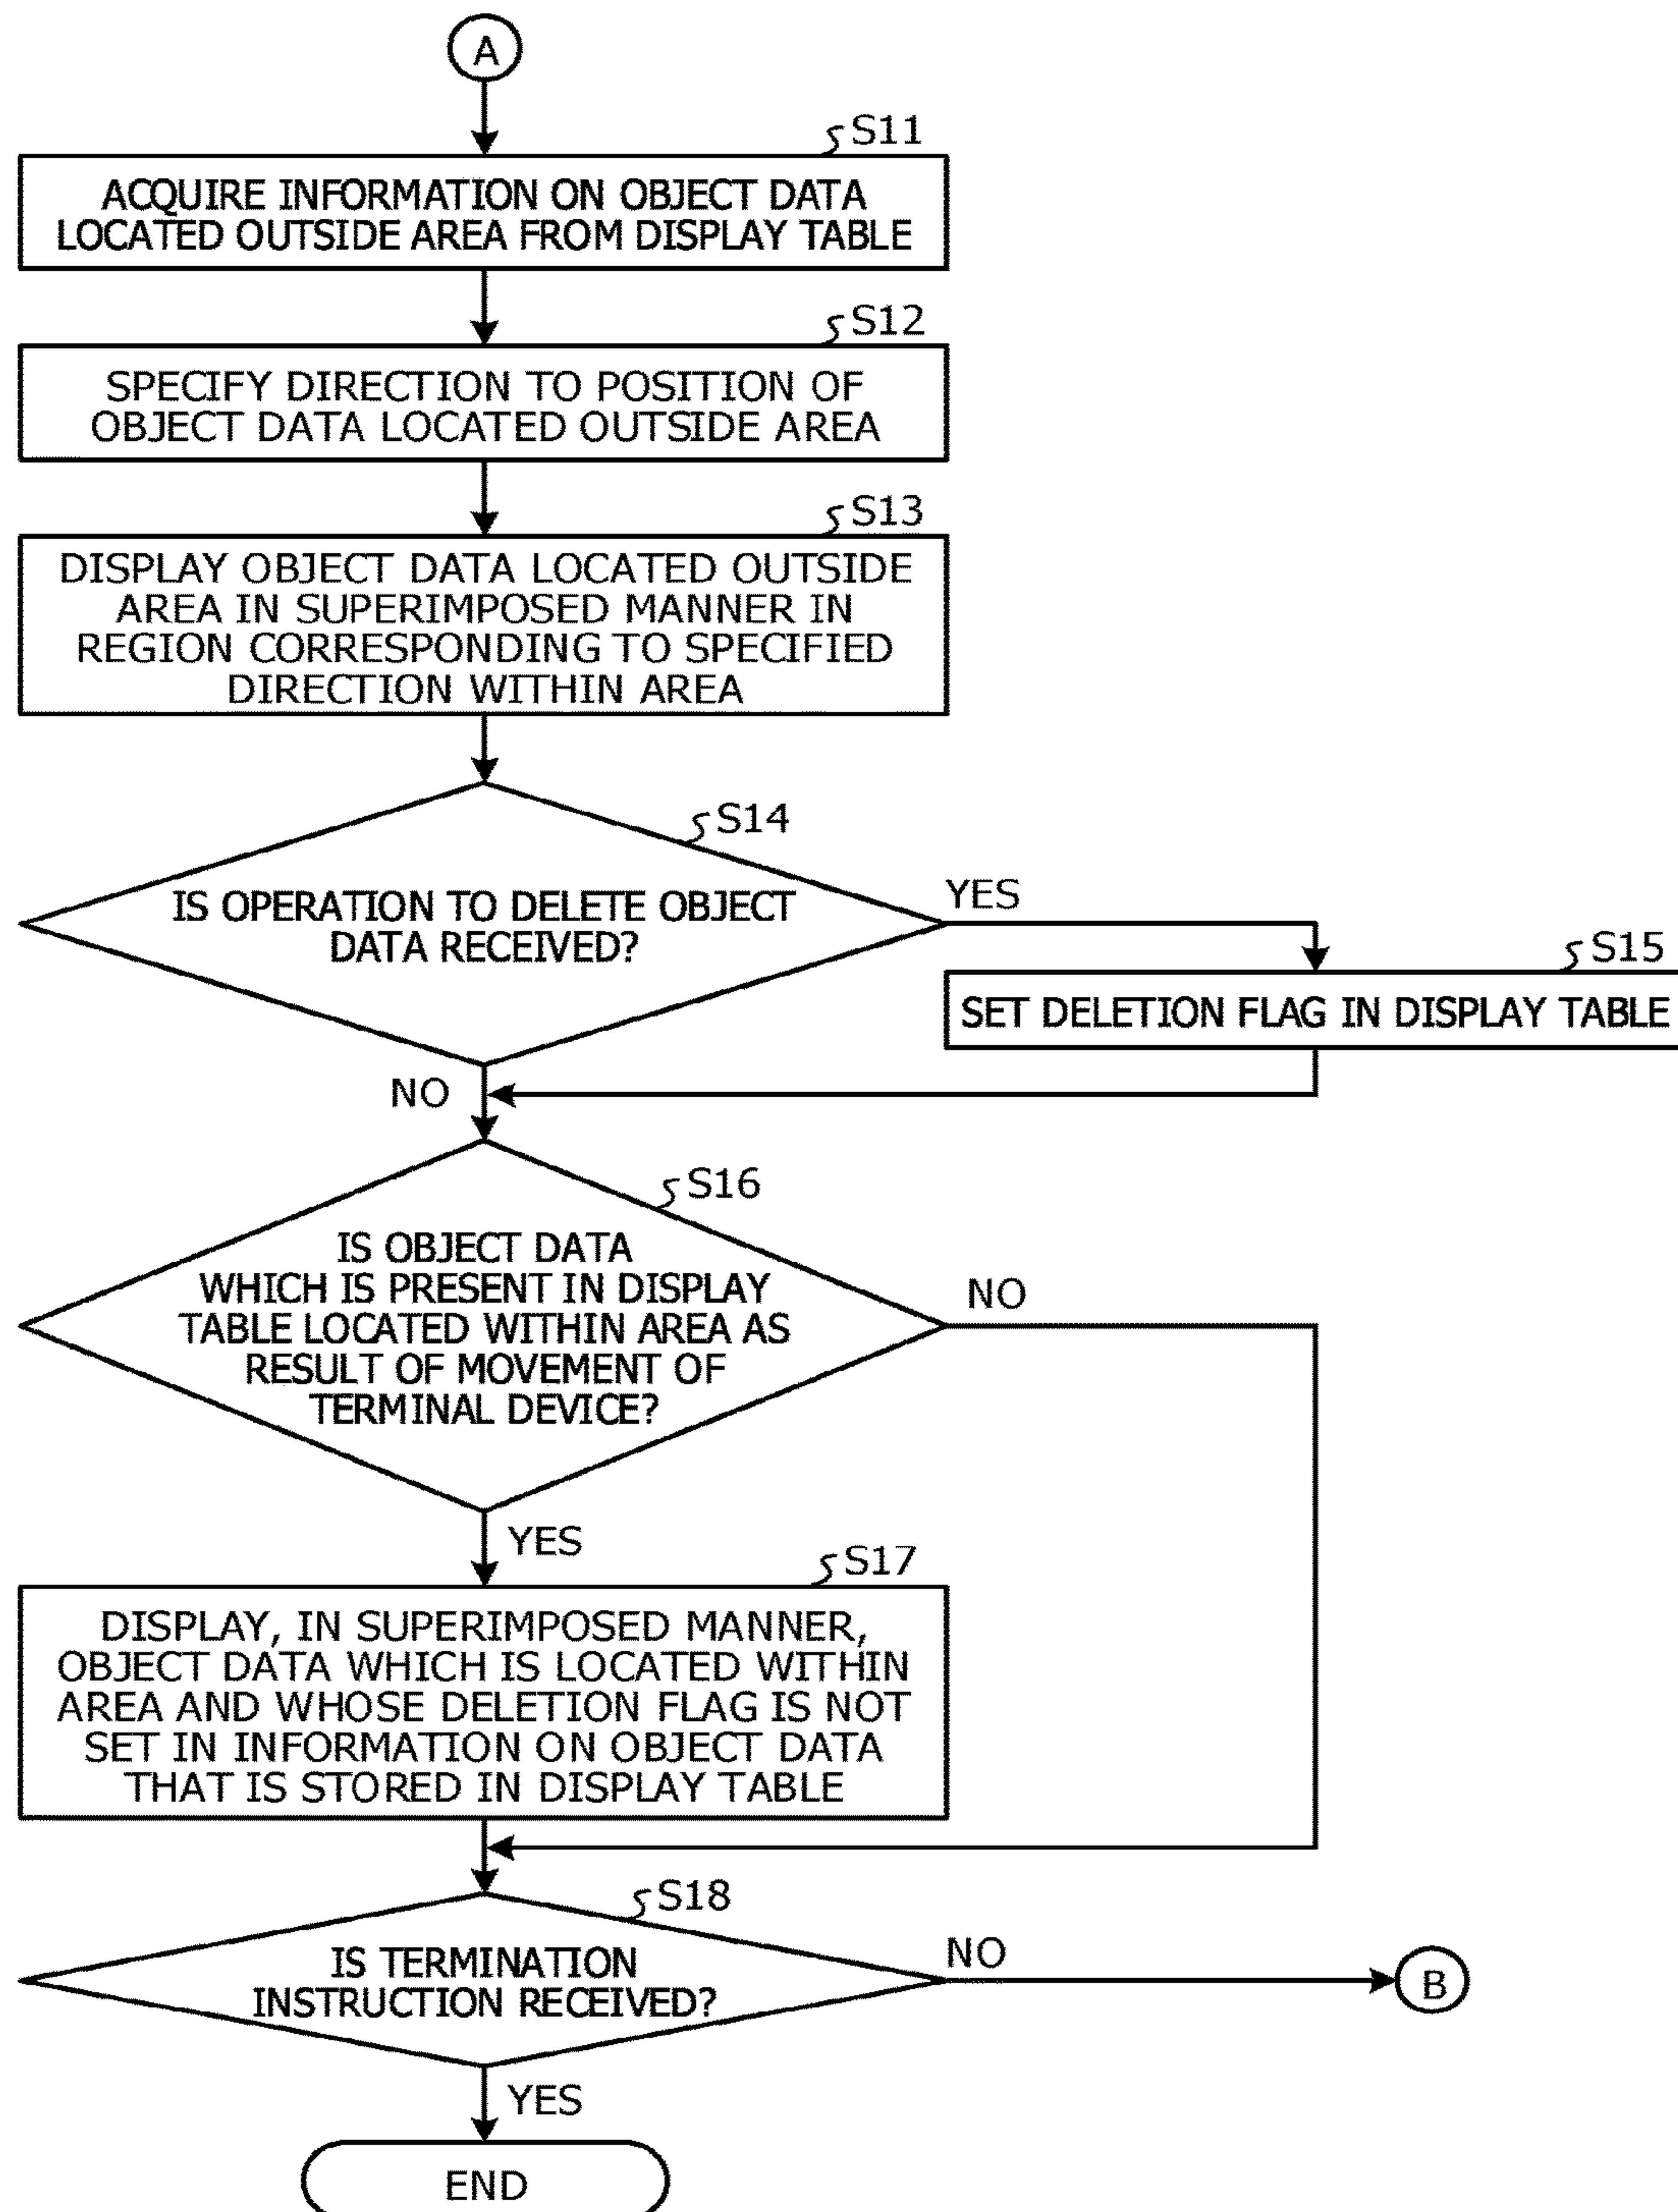 A
S11
ACQUIRE INFORMATION ON OBJECT DATA
LOCATED OUTSIDE AREA FROM DISPLAY TABLE
S12
SPECIFY DIRECTION TO POSITION OF
OBJECT DATA LOCATED OUTSIDE AREA
S13
DISPLAY OBJECT DATA LOCATED OUTSIDE
AREA IN SUPERIMPOSED MANNER IN
REGION CORRESPONDING TO SPECIFIED
DIRECTION WITHIN AREA
S14
IS OPERATION TO DELETE OBJECT
DATA RECEIVED?
YES
S15
SET DELETION FLAG IN DISPLAY TABLE
NO
S16
IS OBJECT DATA
WHICH IS PRESENT IN DISPLAY
TABLE LOCATED WITHIN AREA AS
RESULT OF MOVEMENT OF
TERMINAL DEVICE?
NO
YES
S17
DISPLAY, IN SUPERIMPOSED MANNER,
OBJECT DATA WHICH IS LOCATED WITHIN
AREA AND WHOSE DELETION FLAG IS NOT
SET IN INFORMATION ON OBJECT DATA
THAT IS STORED IN DISPLAY TABLE
S18
IS TERMINATION
INSTRUCTION RECEIVED?
NO
B
YES
END